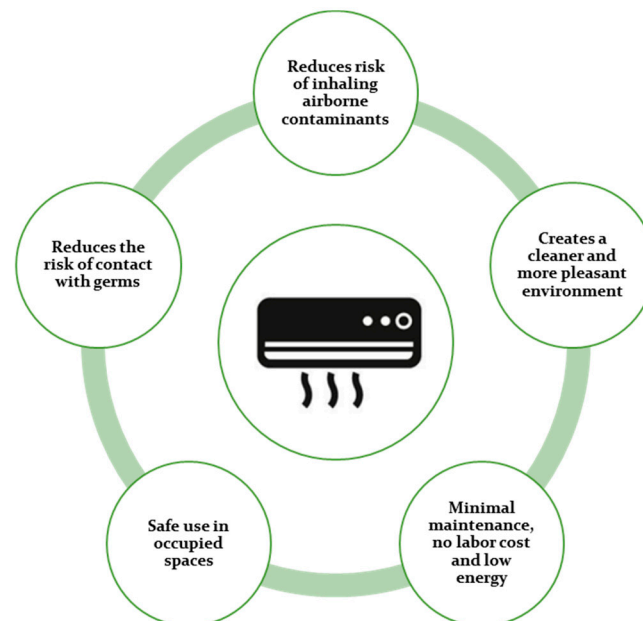 Reduces risk
of inhaling
airborne
contaminants
Creates a
cleaner and
more pleasant
environment
Minimal
maintenance,
no labor cost
and low
energy
Safe use in
occupied
spaces
Reduces the
risk of contact
with germs